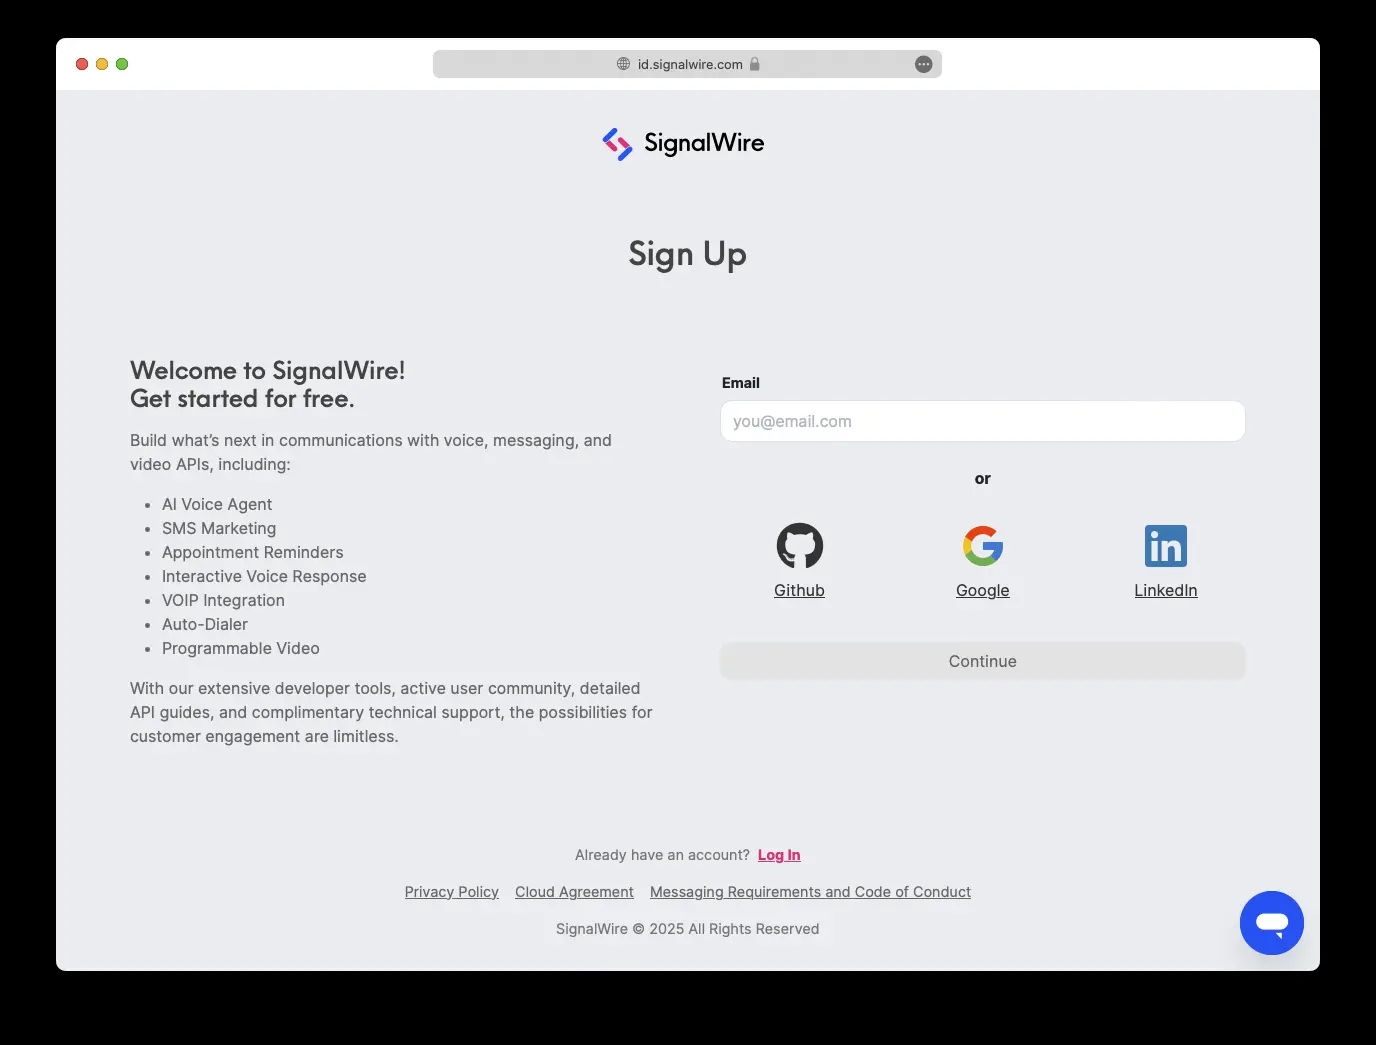 id.signalwire.com
SignalWire
Sign Up
Welcome to SignalWire!
Get started for free.
Build what’s next in communications with voice, messaging, and
video APIs, including:
• AI Voice Agent
• SMS Marketing
• Appointment Reminders
• Interactive Voice Response
• VOIP Integration
• Auto-Dialer
• Programmable Video
With our extensive developer tools, active user community, detailed
API guides, and complimentary technical support, the possibilities for
customer engagement are limitless.
Email
you@email.com
or
Github
Google
LinkedIn
Continue
Already have an account? Log In
Privacy Policy Cloud Agreement Messaging Requirements and Code of Conduct
SignalWire © 2025 All Rights Reserved